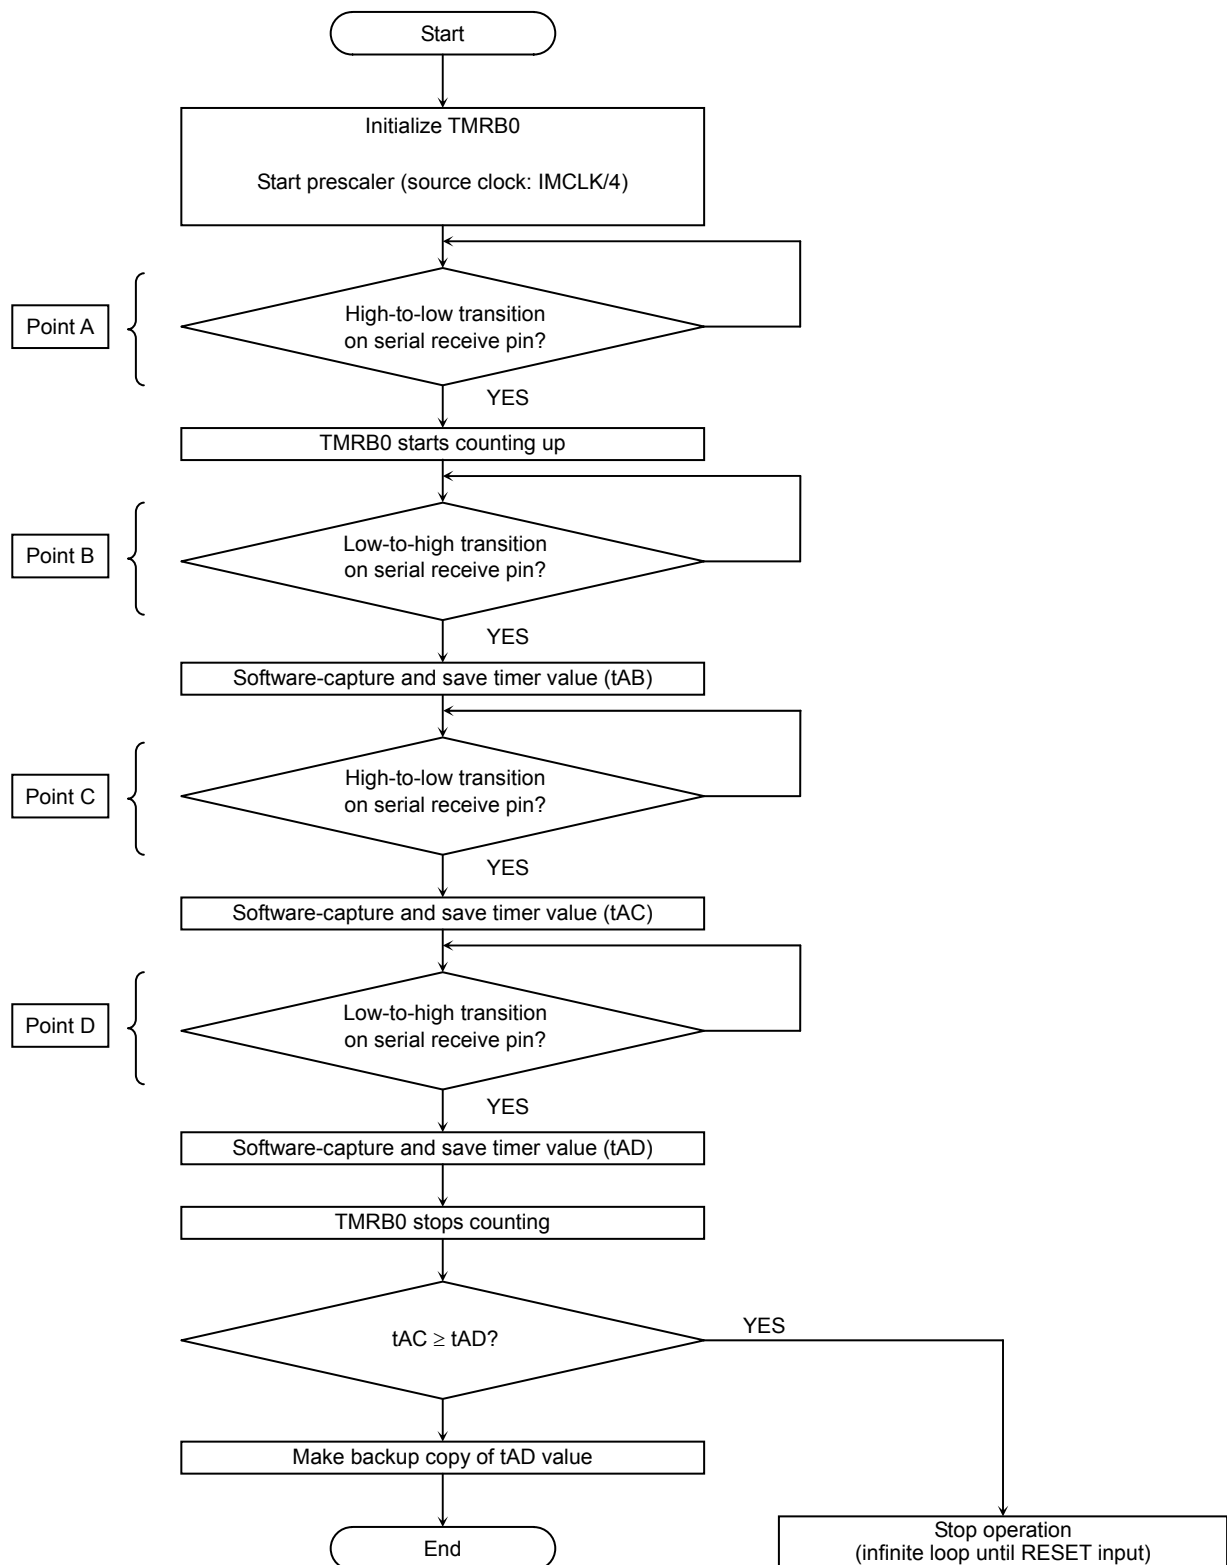 Start
Initialize TMRB0
Start prescaler (source clock: IMCLK/4)
Point A
High-to-low transition
on serial receive pin?
YES
TMRB0 starts counting up
Point B
Low-to-high transition
on serial receive pin?
YES
Software-capture and save timer value (tAB)
Point C
High-to-low transition
on serial receive pin?
YES
Software-capture and save timer value (tAC)
Point D
Low-to-high transition
on serial receive pin?
YES
Software-capture and save timer value (tAD)
TMRB0 stops counting
tAC ≥ tAD?
YES
Make backup copy of tAD value
End
Stop operation
(infinite loop until RESET input)